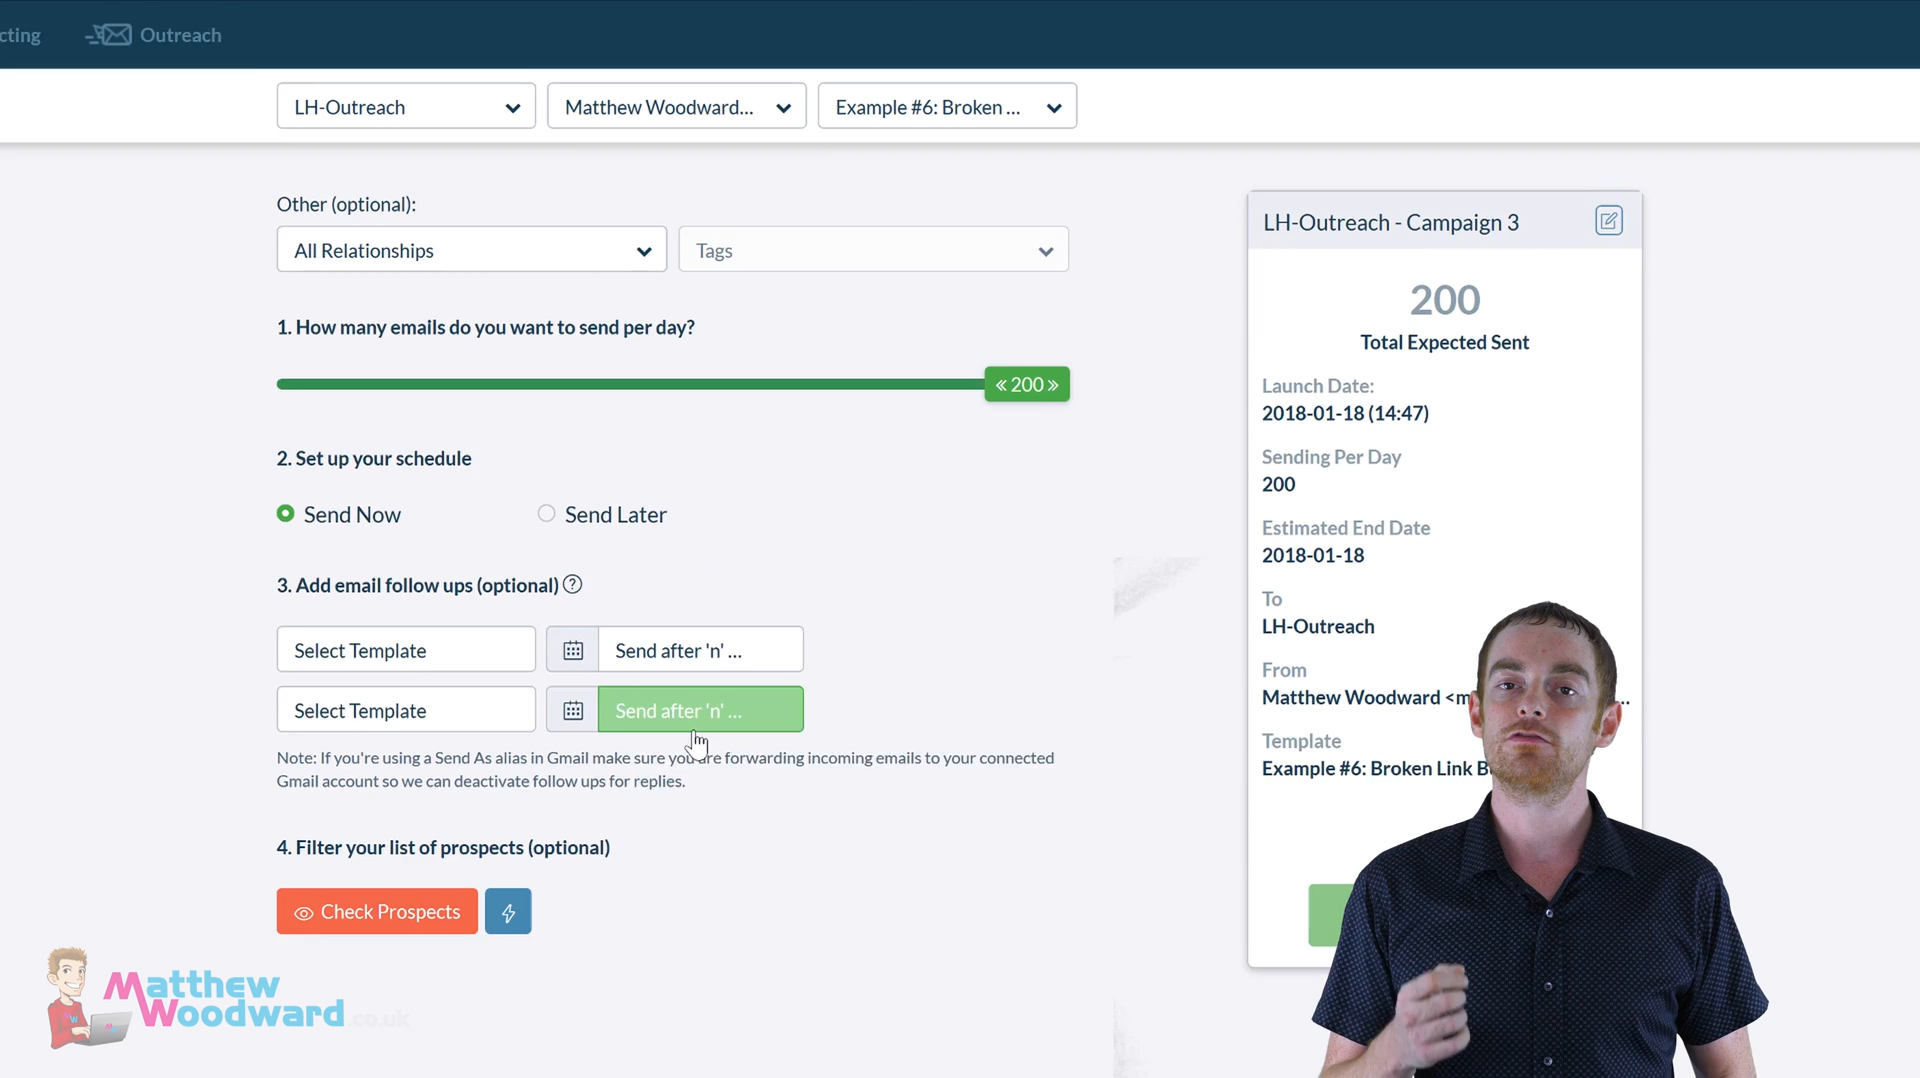 cting
Outreach
LH-Outreach
Matthew Woodward...
Example #6: Broken ...
Other (optional):
All Relationships
Tags
1. How many emails do you want to send per day?
« 200 »
2. Set up your schedule
Send Now
Send Later
3. Add email follow ups (optional) ?
Select Template
Send after 'n' ...
Select Template
Send after 'n' ...
Note: If you're using a Send As alias in Gmail make sure you are forwarding incoming emails to your connected
Gmail account so we can deactivate follow ups for replies.
4. Filter your list of prospects (optional)
Check Prospects
LH-Outreach - Campaign 3
200
Total Expected Sent
Launch Date:
2018-01-18 (14:47)
Sending Per Day
200
Estimated End Date
2018-01-18
To
LH-Outreach
From
Matthew Woodward <m ...
Template
Example #6: Broken Link B
Matthew
Woodward.co.uk